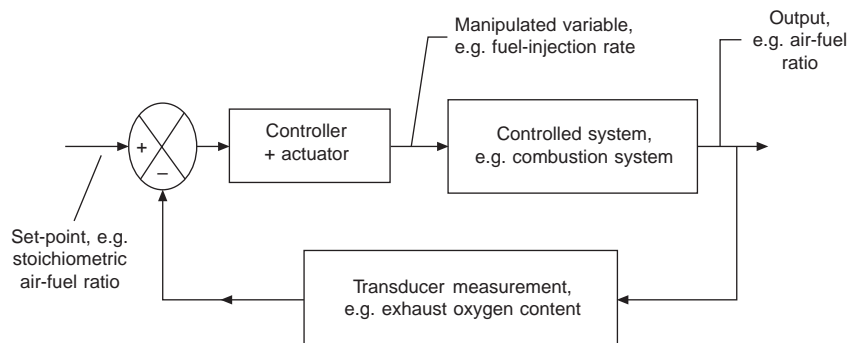 Manipulated variable,
e.g. fuel-injection rate
Output,
e.g. air-fuel
ratio
Controller
+ actuator
Controlled system,
e.g. combustion system
+
–
Set-point, e.g.
stoichiometric
air-fuel ratio
Transducer measurement,
e.g. exhaust oxygen content